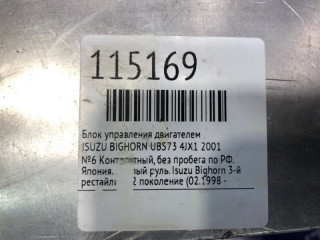 115169
Блок управления двигателем
ISUZU BIGHORN UBS73 4JX1 2001
№6 Контрактный, без пробега по РФ.
Япония. руль. Isuzu Bighorn 3-й
рестайл 2 поколение (02.1998 -